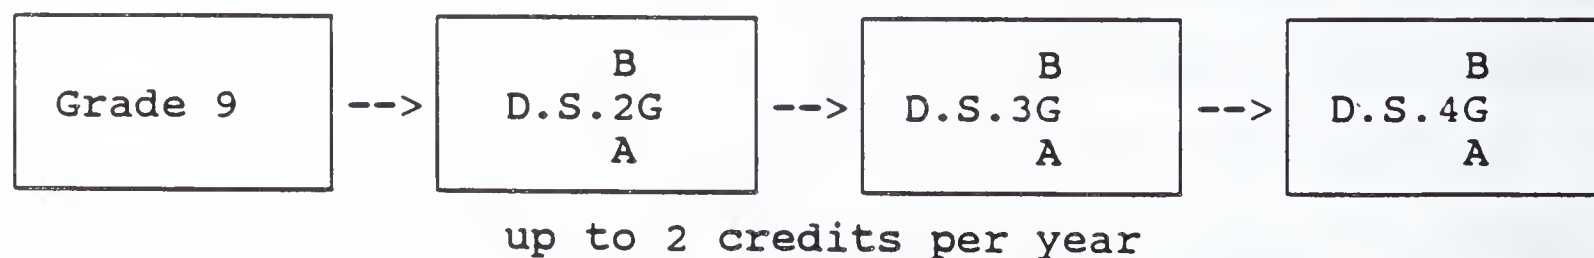 B B B
Grade 9 --> D.S.2G --> D.S.3G --> D.S.4G
A A A
up to 2 credits per year